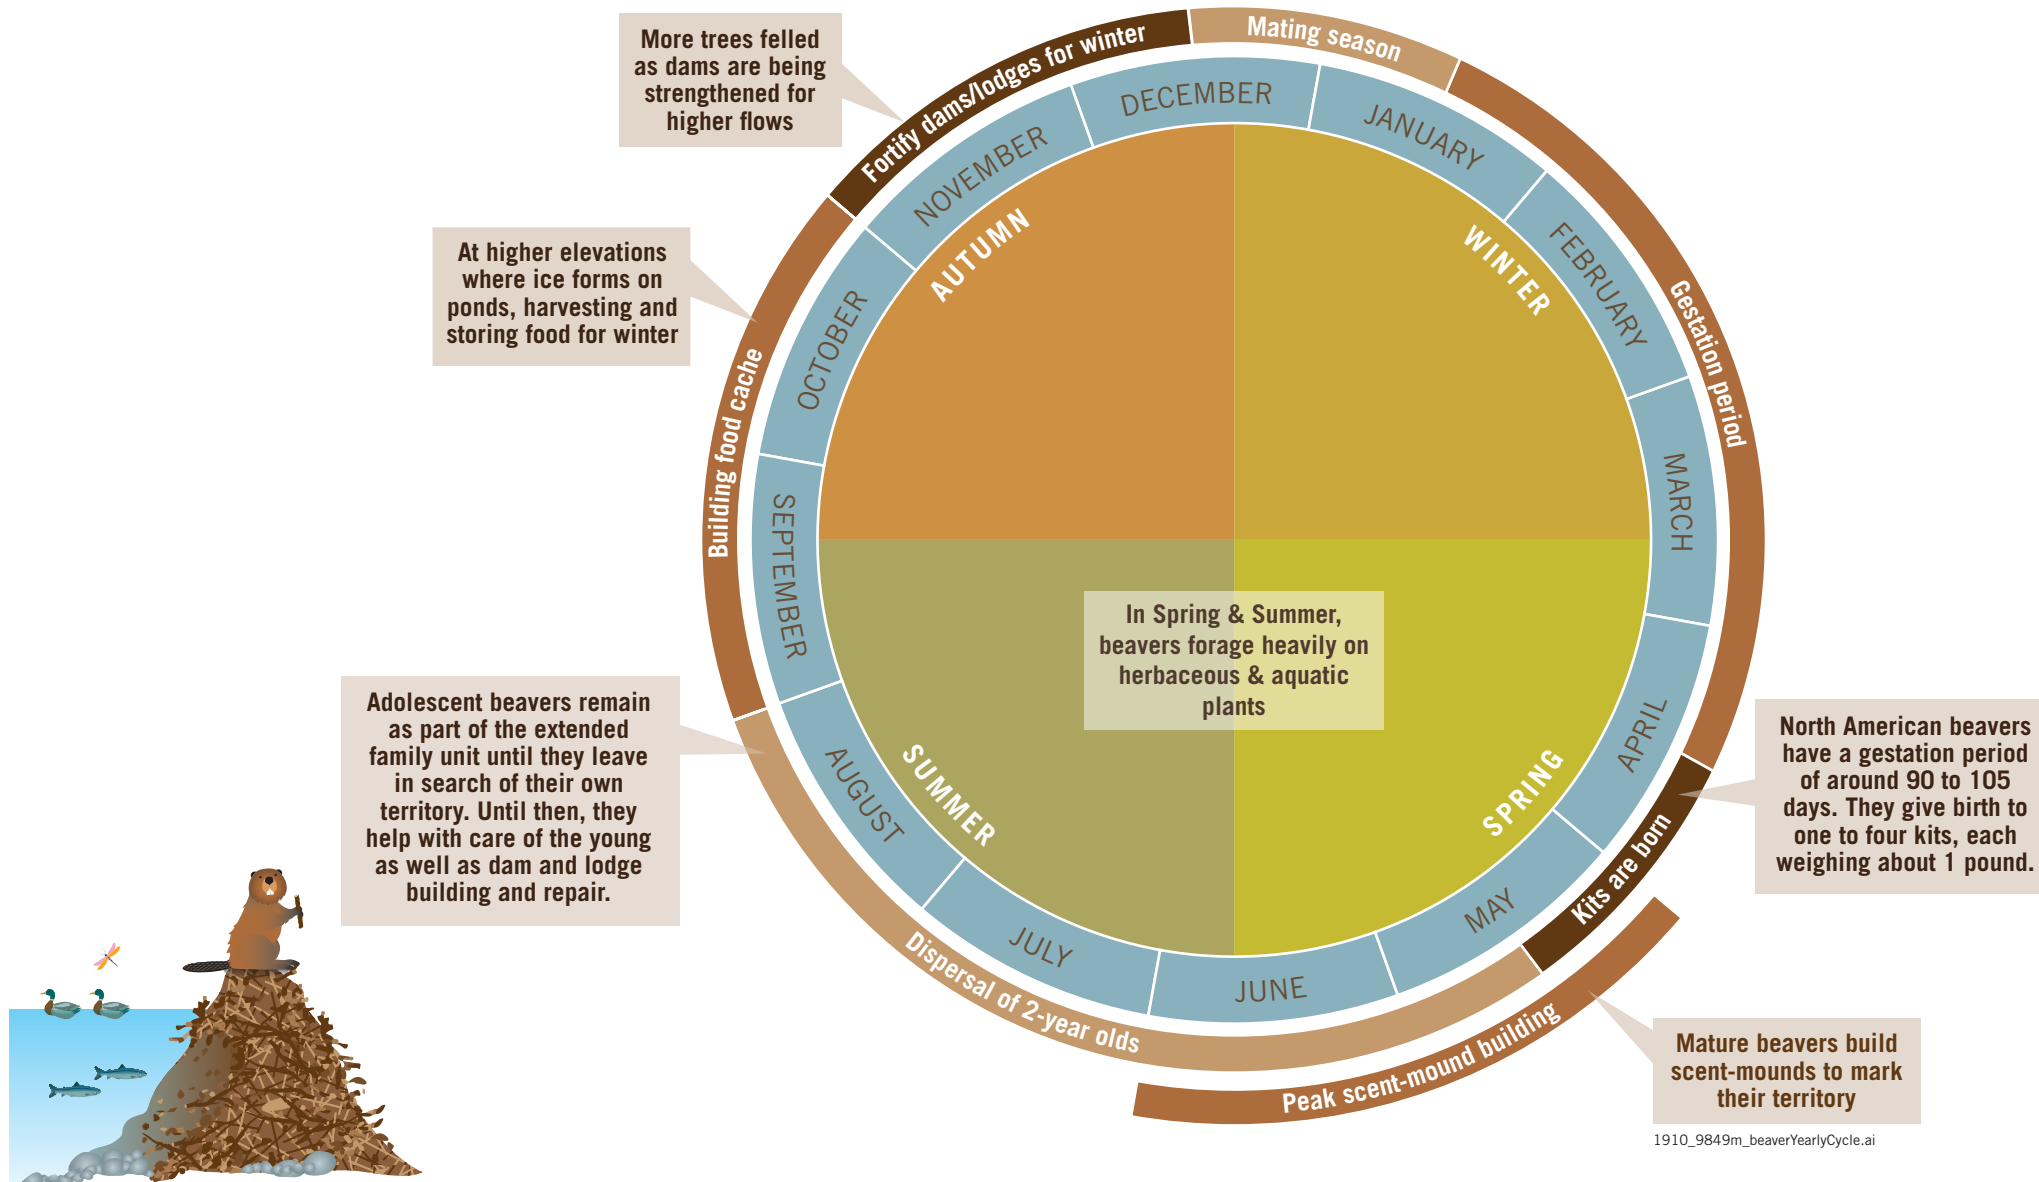 More trees felled
as dams are being
strengthened for
higher flows
Fortify dams/lodges for winter
Mating season
DECEMBER
JANUARY
NOVEMBER
FEBRUARY
AUTUMN
WINTER
At higher elevations
where ice forms on
ponds, harvesting and
storing food for winter
OCTOBER
Building food cache
Gestation period
MARCH
SEPTEMBER
In Spring & Summer,
beavers forage heavily on
herbaceous & aquatic
plants
Adolescent beavers remain
as part of the extended
family unit until they leave
in search of their own
territory. Until then, they
help with care of the young
as well as dam and lodge
building and repair.
APRIL
North American beavers
have a gestation period
of around 90 to 105
days. They give birth to
one to four kits, each
weighing about 1 pound.
AUGUST
SUMMER
SPRING
Kits are born
MAY
JULY
JUNE
Dispersal of 2-year olds
Peak scent-mound building
Mature beavers build
scent-mounds to mark
their territory
1910_9849m_beaverYearlyCycle.ai